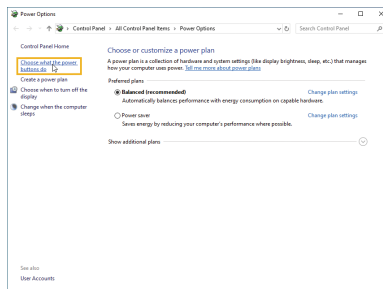 Power Options
Control Panel > All Control Panel Items > Power Options
Search Control Panel
Control Panel Home
Choose what the power
buttons do
Create a power plan
Choose when to turn off the
display
Change when the computer
sleeps
Choose or customize a power plan
A power plan is a collection of hardware and system settings (like display brightness, sleep, etc.) that manages
how your computer uses power. Tell me more about power plans
Preferred plans
Balanced (recommended) Change plan settings
Automatically balances performance with energy consumption on capable hardware.
Power saver Change plan settings
Saves energy by reducing your computer's performance where possible.
Show additional plans
See also
User Accounts